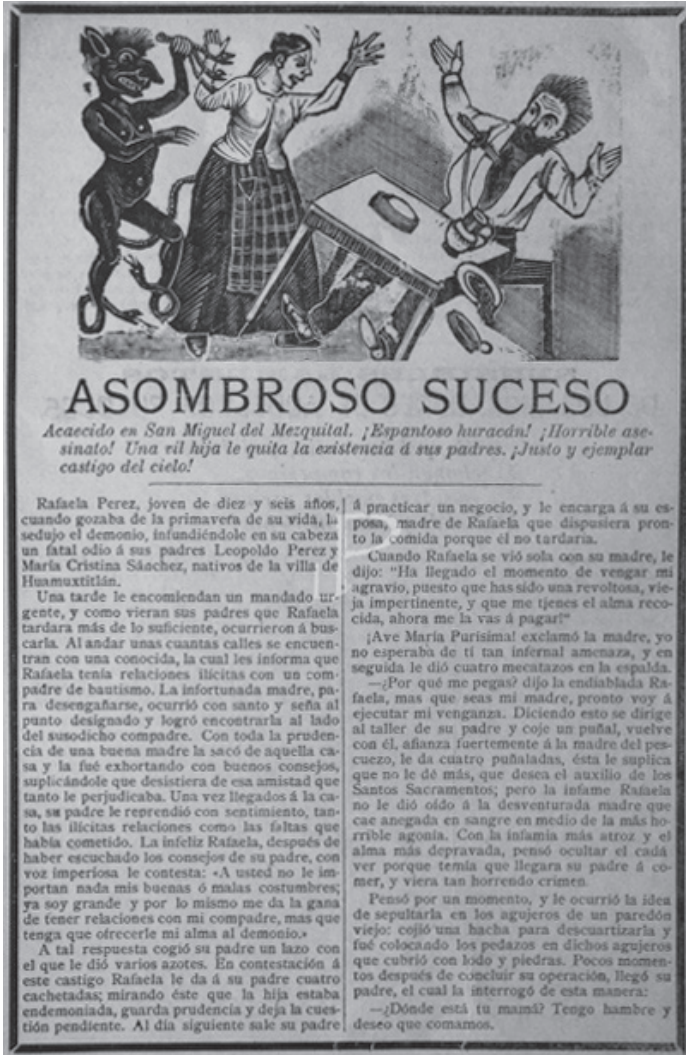 ASOMBROSO SUCESO
Acaecido en San Miguel del Mezquital. ¡Espantoso huracán! ¡Horrible ase-
sinato! Una vil hija le quita la existencia á sus padres. ¡Justo y ejemplar
castigo del cielo!
Rafaela Perez, joven de diez y seis años,
cuando gozaba de la primavera de su vida, la
sedujo el demonio, infundiéndole en su cabeza
un fatal odio á sus padres Leopoldo Perez y
María Cristina Sánchez, nativos de la villa de
Huamuxtitlán.
Una tarde le encomiendan un mandado ur-
gente, y como vieran sus padres que Rafaela
tardara más de lo suficiente, ocurrieron á bus-
carla. Al andar unas cuantas calles se encuen-
tran con una conocida, la cual les informa que
Rafaela tenía relaciones ilícitas con un com-
padre de bautismo. La infortunada madre, pa-
ra desengañarse, ocurrió con santo y seña al
punto designado y logró encontrarla al lado
del susodicho compadre. Con toda la pruden-
cia de una buena madre la sacó de aquella ca-
sa y la fué exhortando con buenos consejos,
suplicándole que desistiera de esa amistad que
tanto le perjudicaba. Una vez llegados á la ca-
sa, su padre le reprendió con sentimiento, tan-
to las ilícitas relaciones como las faltas que
había cometido. La infeliz Rafaela, después de
haber escuchado los consejos de su padre, con
voz imperiosa le contesta: «A usted no le im-
portan nada mis buenas ó malas costumbres;
ya soy grande y por lo mismo me da la gana
de tener relaciones con mi compadre, mas que
tenga que ofrecerle mi alma al demonio.»
A tal respuesta cogió su padre un lazo con
el que le dió varios azotes. En contestación á
este castigo Rafaela le da á su padre cuatro
cachetadas; mirando éste que la hija estaba
endemoniada, guarda prudencia y deja la cues-
tión pendiente. Al día siguiente sale su padre
á practicar un negocio, y le encarga á su es-
posa, madre de Rafaela que dispusiera pron-
to la comida porque él no tardaría.
Cuando Rafaela se vió sola con su madre, le
dijo: "Ha llegado el momento de vengar mi
agravio, puesto que has sido una revoltosa, vie-
ja impertinente, y que me tjenes el alma reco-
cida, ahora me la vas á pagar!"
¡Ave María Purísima! exclamó la madre, yo
no esperaba de tí tan infernal amenaza, y en
seguida le dió cuatro mecatazos en la espalda.
—¿Por qué me pegas? dijo la endiablada Ra-
faela, mas que seas mi madre, pronto voy á
ejecutar mi venganza. Diciendo esto se dirige
al taller de su padre y coje un puñal, vuelve
con él, afianza fuertemente á la madre del pes-
cuezo, le da cuatro puñaladas, ésta le suplica
que no le dé más, que desea el auxilio de los
Santos Sacramentos; pero la infame Rafaela
no le dió oído á la desventurada madre que
cae anegada en sangre en medio de la más ho-
rrible agonía. Con la infamia más atroz y el
alma más depravada, pensó ocultar el cadá
ver porque temía que llegara su padre á co-
mer, y viera tan horrendo crimen.
Pensó por un momento, y le ocurrió la idea
de sepultarla en los agujeros de un paredón
viejo: cojió una hacha para descuartizarla y
fué colocando los pedazos en dichos agujeros
que cubrió con lodo y piedras. Pocos momen-
tos después de concluir su operación, llegó su
padre, el cual la interrogó de esta manera:
—¿Dónde está tu mamá? Tengo hambre y
deseo que comamos.